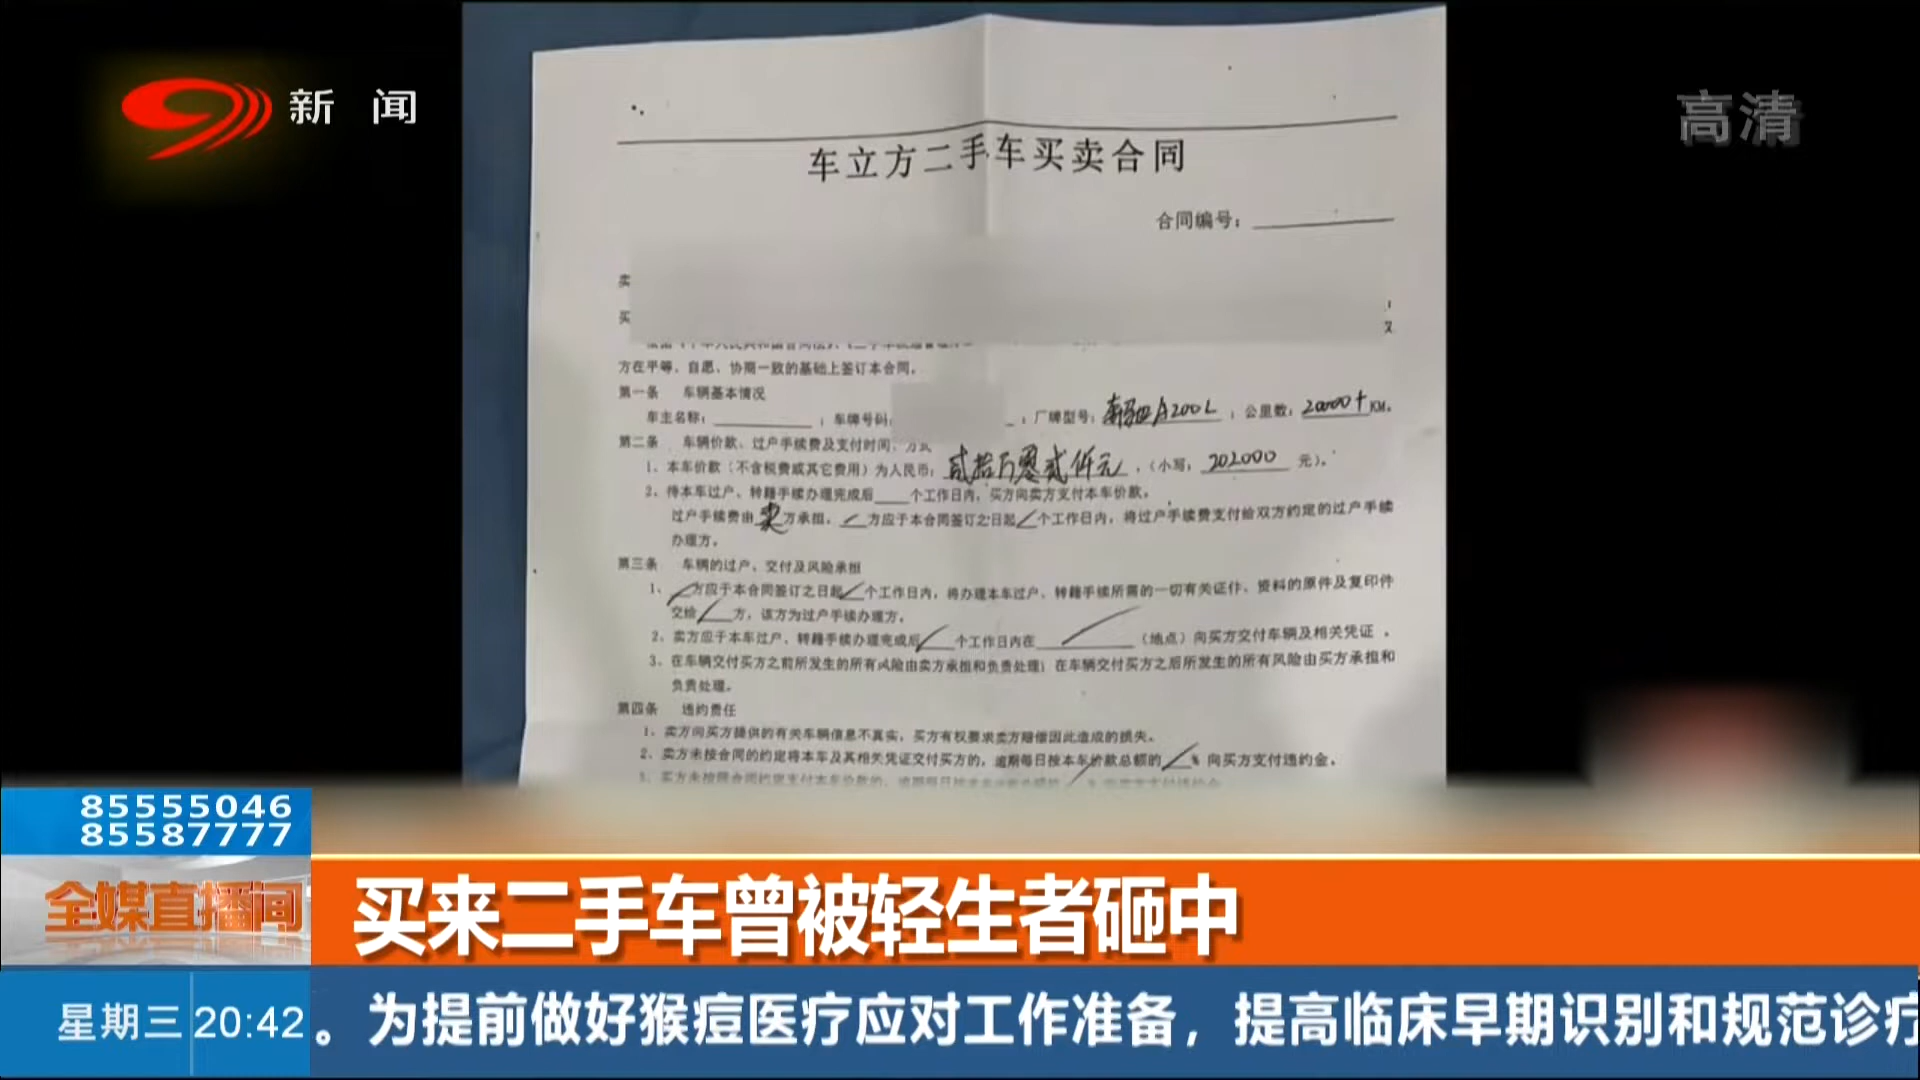 新闻
高清
车立方二手车买卖合同
合同编号：
卖
买
方在平等、自愿、协商一致的基础上签订本合同。
第一条 车辆基本情况
车主名称： ；车牌号码： ；厂牌型号：奔驰A200L ；公里数：20000+ KM。
第二条 车辆价款、过户手续费及支付时间、方式
1、本车价款（不含税费或其它费用）为人民币：贰拾万零贰仟元 ，（小写：202000 元）。
2、待本车过户、转籍手续办理完成后 个工作日内，买方向卖方支付本车价款。
过户手续费由卖方承担。 方应于本合同签订之日起 个工作日内，将过户手续费支付给双方约定的过户手续
办理方。
第三条 车辆的过户、交付及风险承担
1、 方应于本合同签订之日起 个工作日内，将办理本车过户、转籍手续所需的一切有关证件、资料的原件及复印件
交给 方，该方为过户手续办理方。
2、卖方应于本车过户、转籍手续办理完成后 个工作日内在 （地点）向买方交付车辆及相关凭证 。
3、在车辆交付买方之前所发生的所有风险由卖方承担和负责处理；在车辆交付买方之后所发生的所有风险由买方承担和
负责处理。
第四条 违约责任
1、卖方向买方提供的有关车辆信息不真实，买方有权要求卖方赔偿因此造成的损失。
2、卖方未按合同的约定将本车及其相关凭证交付买方的，逾期每日按本车价款总额的 % 向买方支付违约金。
85555046
85587777
全媒直播间
买来二手车曾被轻生者砸中
星期三 20:42 。为提前做好猴痘医疗应对工作准备，提高临床早期识别和规范诊疗